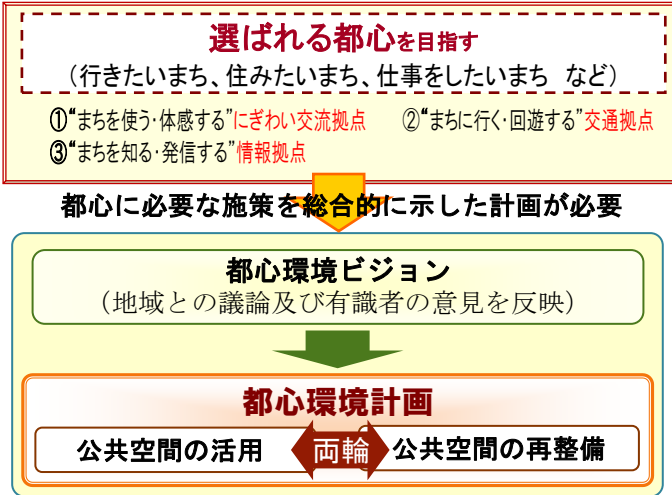 選ばれる都心を目指す
（行きたいまち、住みたいまち、仕事をしたいまち など）
①“まちを使う・体感する”にぎわい交流拠点 ②“まちに行く・回遊する”交通拠点
③“まちを知る・発信する”情報拠点
都心に必要な施策を総合的に示した計画が必要
都心環境ビジョン
（地域との議論及び有識者の意見を反映）
都心環境計画
公共空間の活用 両輪 公共空間の再整備